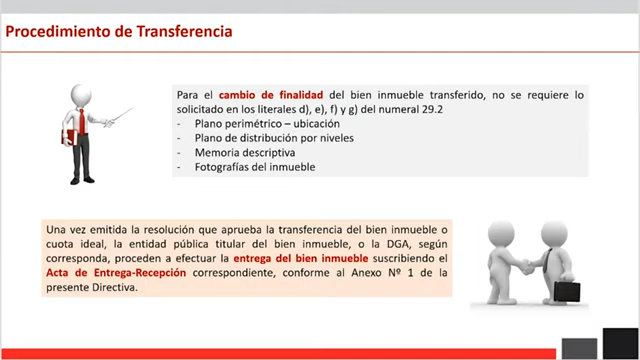 Procedimiento de Transferencia
Para el cambio de finalidad del bien inmueble transferido, no se requiere lo
solicitado en los literales d), e), f) y g) del numeral 29.2
- Plano perimétrico – ubicación
- Plano de distribución por niveles
- Memoria descriptiva
- Fotografías del inmueble
Una vez emitida la resolución que aprueba la transferencia del bien inmueble o
cuota ideal, la entidad pública titular del bien inmueble, o la DGA, según
corresponda, proceden a efectuar la entrega del bien inmueble suscribiendo el
Acta de Entrega-Recepción correspondiente, conforme al Anexo Nº 1 de la
presente Directiva.